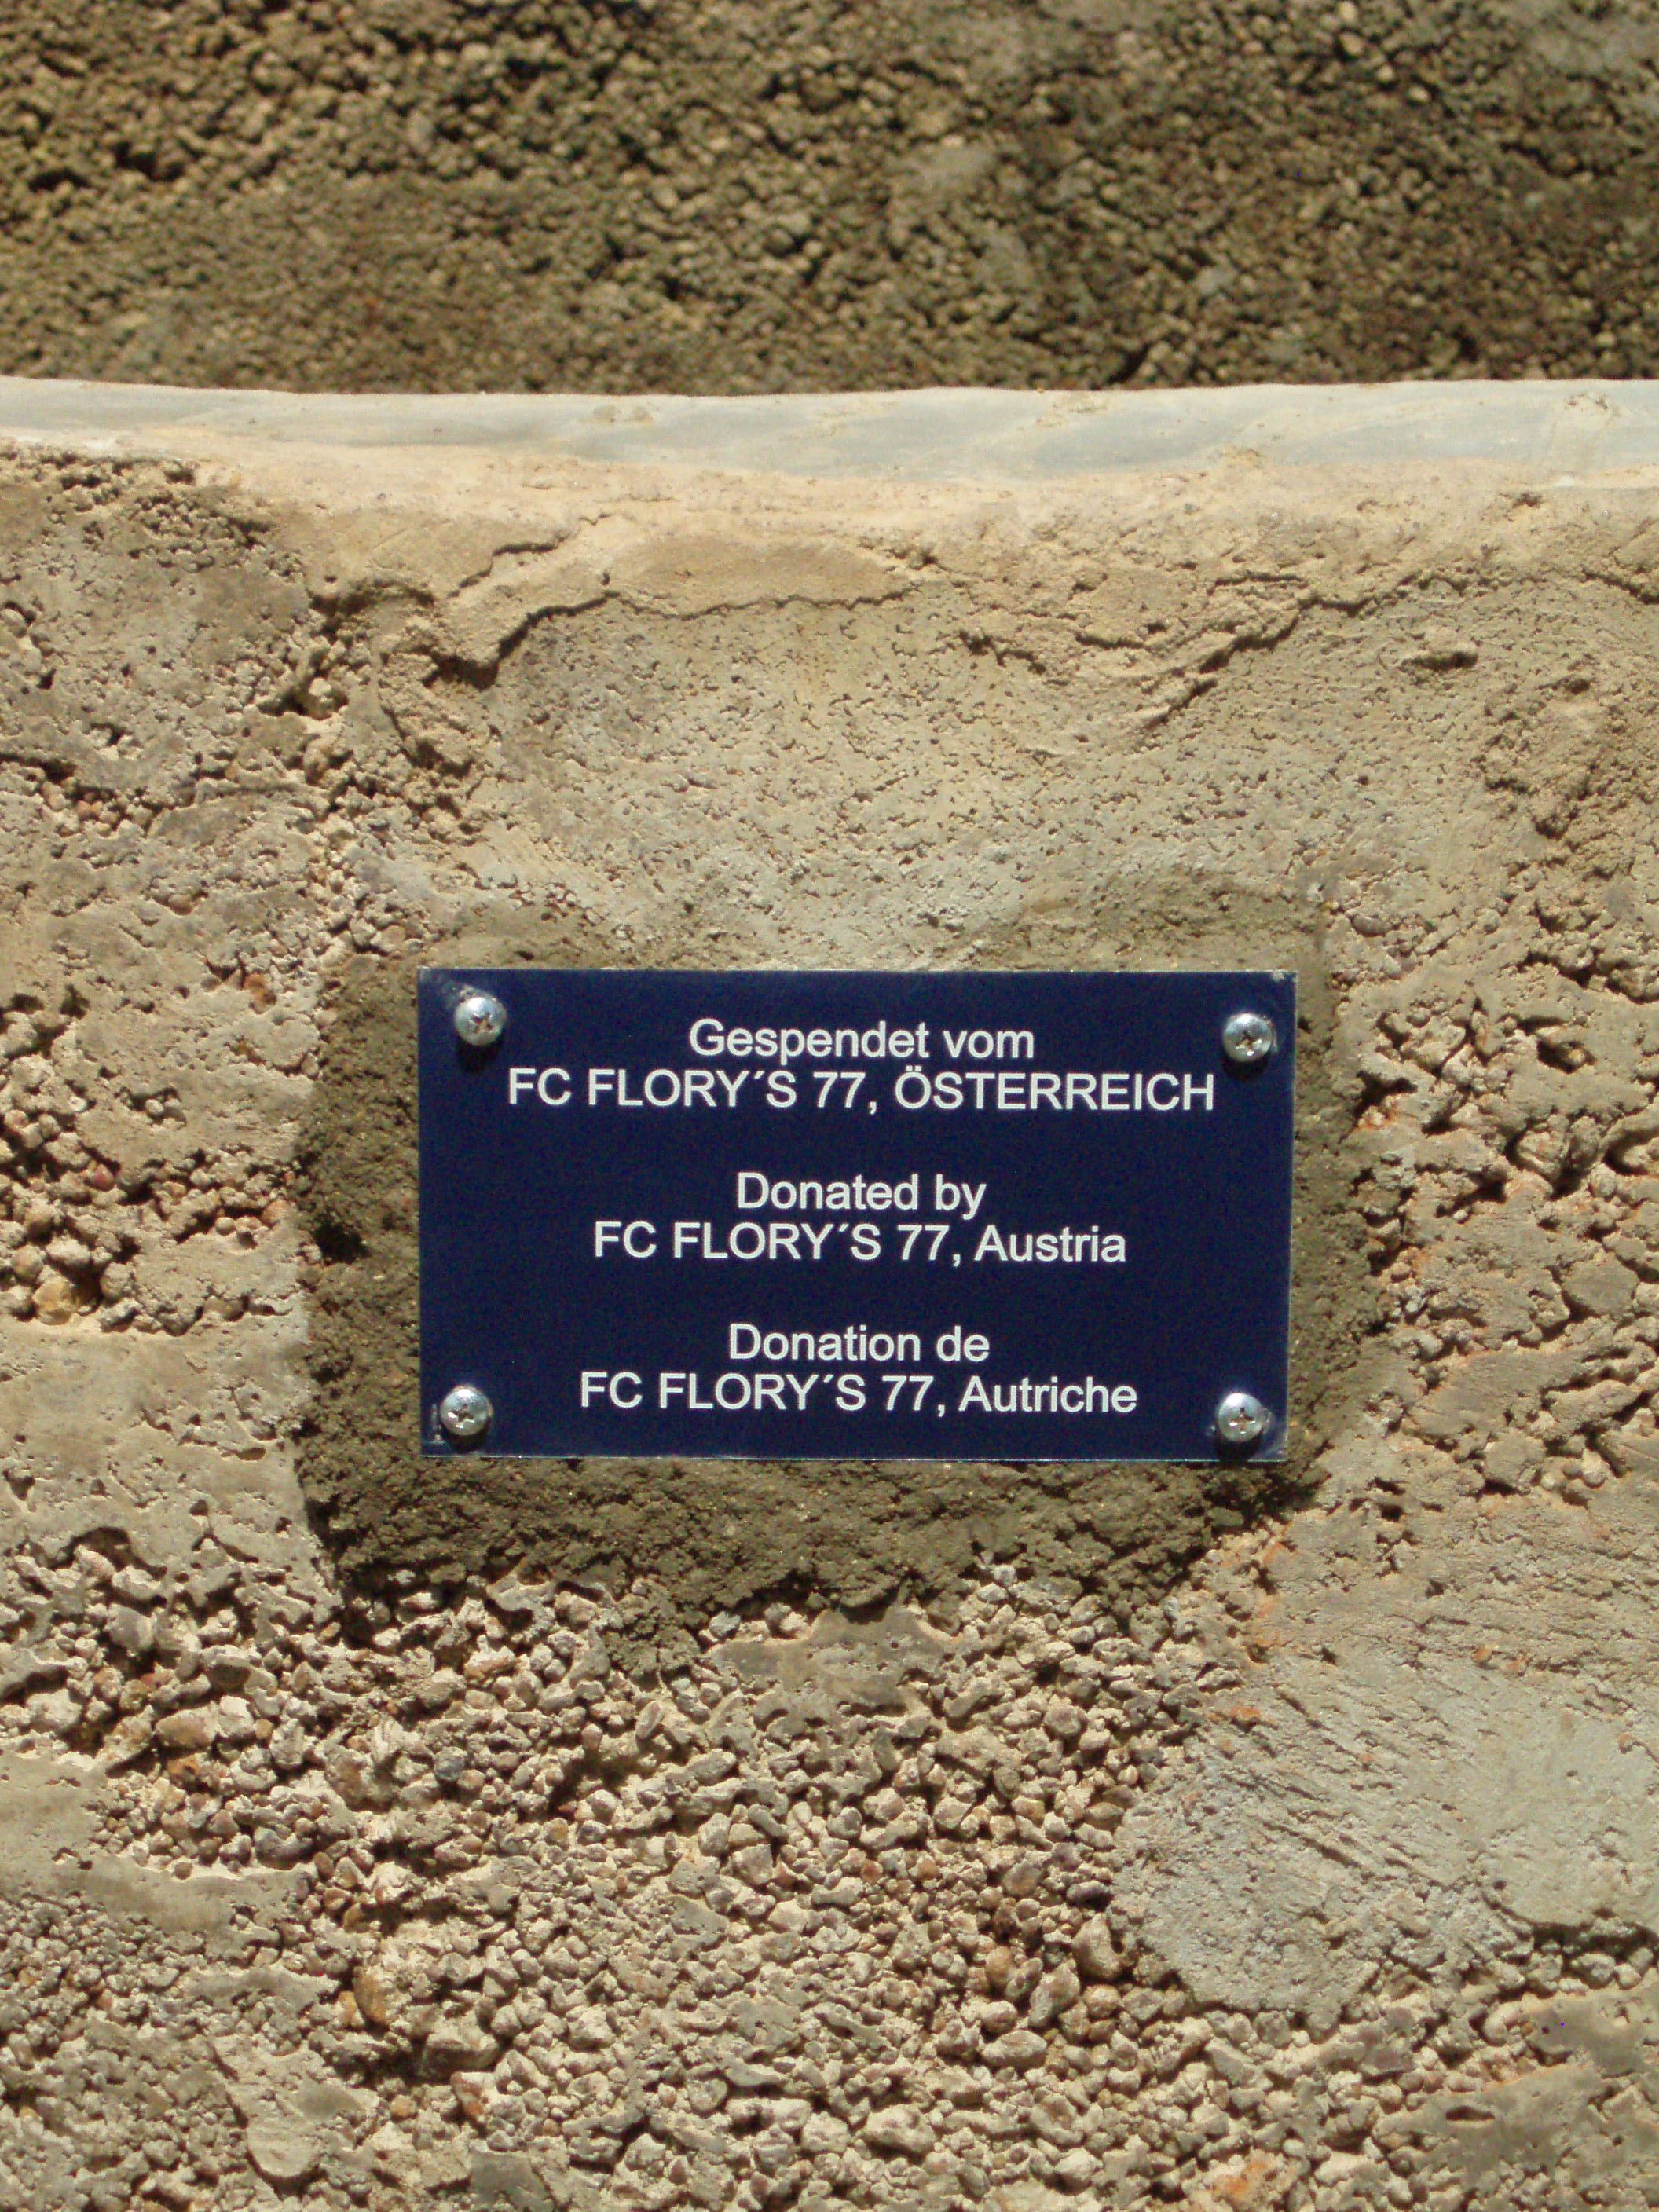 Gespendet vom
FC FLORY´S 77, ÖSTERREICH
Donated by
FC FLORY´S 77, Austria
Donation de
FC FLORY´S 77, Autriche